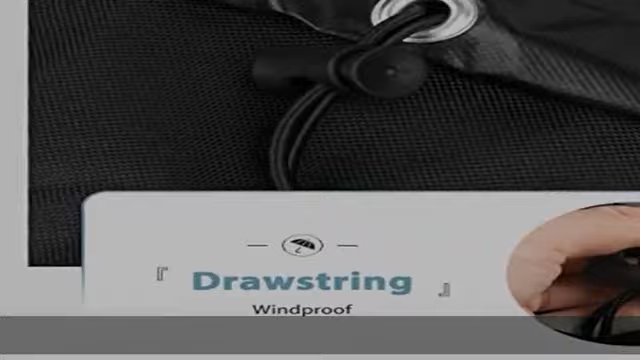 『 Drawstring 』
Windproof